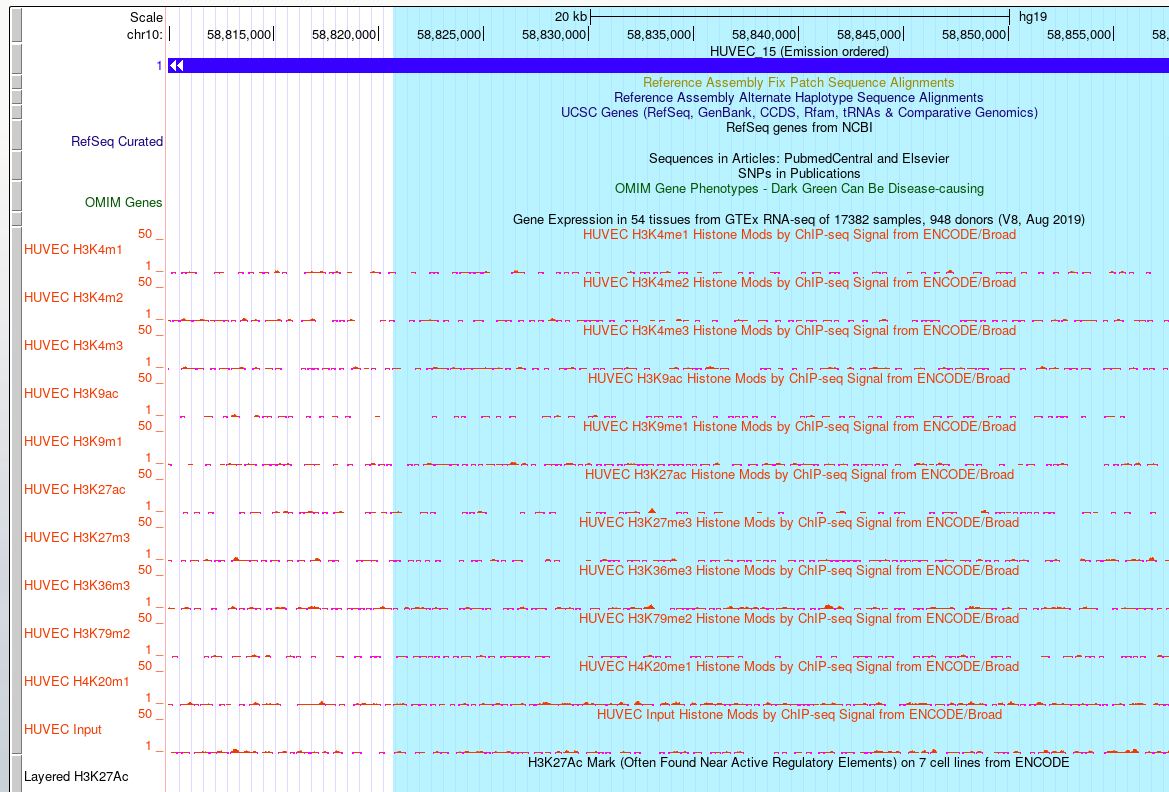 Scale 20 kb hg19
chr10: 58,815,000 58,820,000 58,825,000 58,830,000 58,835,000 58,840,000 58,845,000 58,850,000 58,855,000 58,
HUVEC_15 (Emission ordered)
1
Reference Assembly Fix Patch Sequence Alignments
Reference Assembly Alternate Haplotype Sequence Alignments
UCSC Genes (RefSeq, GenBank, CCDS, Rfam, tRNAs & Comparative Genomics)
RefSeq genes from NCBI
RefSeq Curated
Sequences in Articles: PubmedCentral and Elsevier
SNPs in Publications
OMIM Gene Phenotypes - Dark Green Can Be Disease-causing
OMIM Genes
Gene Expression in 54 tissues from GTEx RNA-seq of 17382 samples, 948 donors (V8, Aug 2019)
50 HUVEC H3K4me1 Histone Mods by ChIP-seq Signal from ENCODE/Broad
HUVEC H3K4m1
1
50 HUVEC H3K4me2 Histone Mods by ChIP-seq Signal from ENCODE/Broad
HUVEC H3K4m2
1
50 HUVEC H3K4me3 Histone Mods by ChIP-seq Signal from ENCODE/Broad
HUVEC H3K4m3
1
50 HUVEC H3K9ac Histone Mods by ChIP-seq Signal from ENCODE/Broad
HUVEC H3K9ac
1
50 HUVEC H3K9me1 Histone Mods by ChIP-seq Signal from ENCODE/Broad
HUVEC H3K9m1
1
50 HUVEC H3K27ac Histone Mods by ChIP-seq Signal from ENCODE/Broad
HUVEC H3K27ac
1
50 HUVEC H3K27me3 Histone Mods by ChIP-seq Signal from ENCODE/Broad
HUVEC H3K27m3
1
50 HUVEC H3K36me3 Histone Mods by ChIP-seq Signal from ENCODE/Broad
HUVEC H3K36m3
1
50 HUVEC H3K79me2 Histone Mods by ChIP-seq Signal from ENCODE/Broad
HUVEC H3K79m2
1
50 HUVEC H4K20me1 Histone Mods by ChIP-seq Signal from ENCODE/Broad
HUVEC H4K20m1
1
50 HUVEC Input Histone Mods by ChIP-seq Signal from ENCODE/Broad
HUVEC Input
1
H3K27Ac Mark (Often Found Near Active Regulatory Elements) on 7 cell lines from ENCODE
Layered H3K27Ac